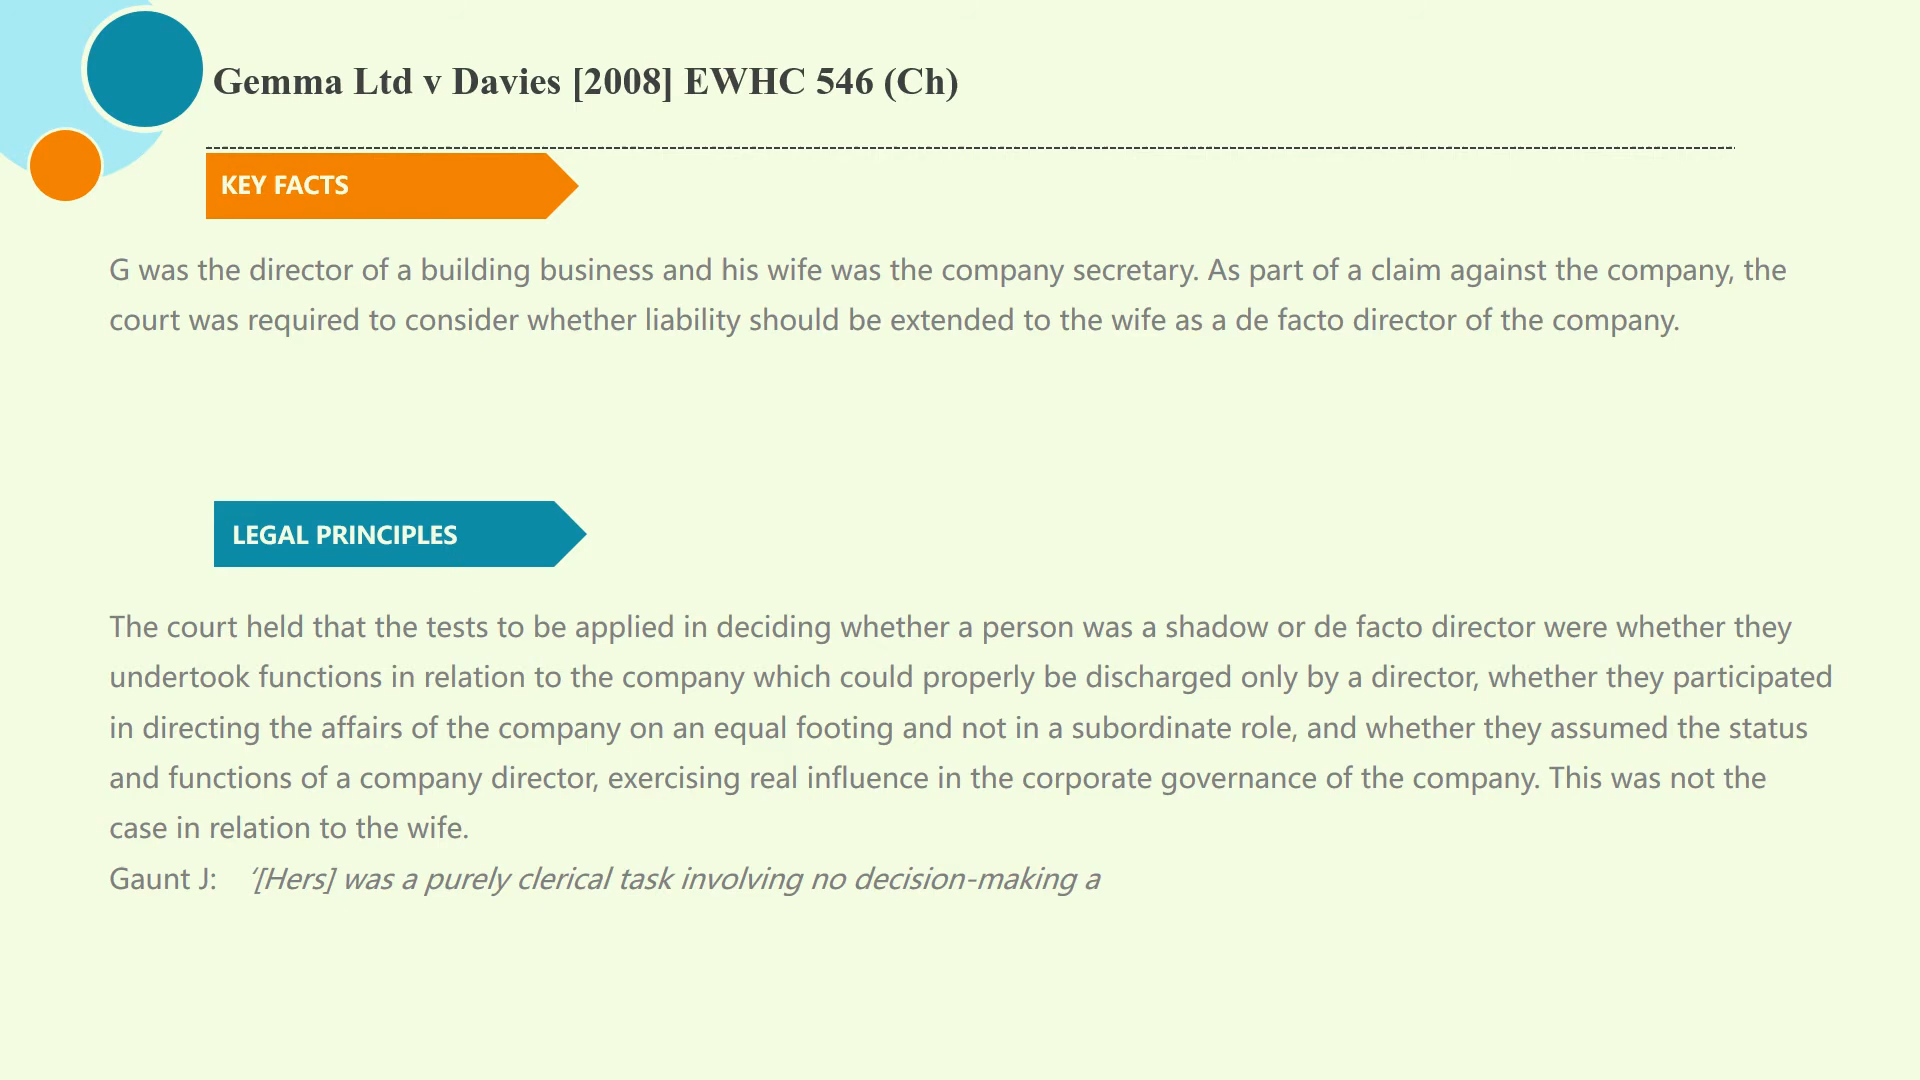 Gemma Ltd v Davies [2008] EWHC 546 (Ch)
KEY FACTS
G was the director of a building business and his wife was the company secretary. As part of a claim against the company, the
court was required to consider whether liability should be extended to the wife as a de facto director of the company.
LEGAL PRINCIPLES
The court held that the tests to be applied in deciding whether a person was a shadow or de facto director were whether they
undertook functions in relation to the company which could properly be discharged only by a director, whether they participated
in directing the affairs of the company on an equal footing and not in a subordinate role, and whether they assumed the status
and functions of a company director, exercising real influence in the corporate governance of the company. This was not the
case in relation to the wife.
Gaunt J: ‘[Hers] was a purely clerical task involving no decision-making a